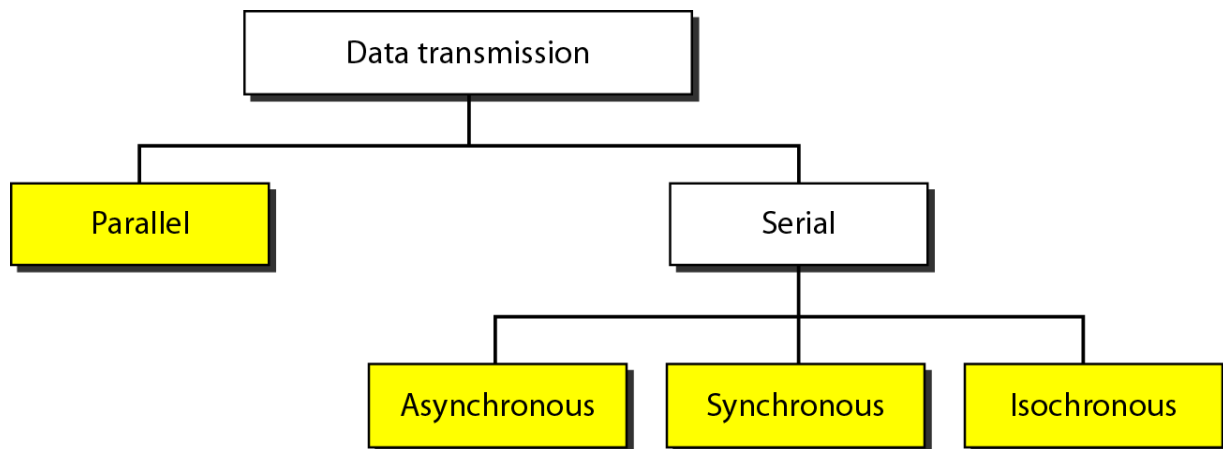 Data transmission
Parallel
Serial
Asynchronous
Synchronous
Isochronous